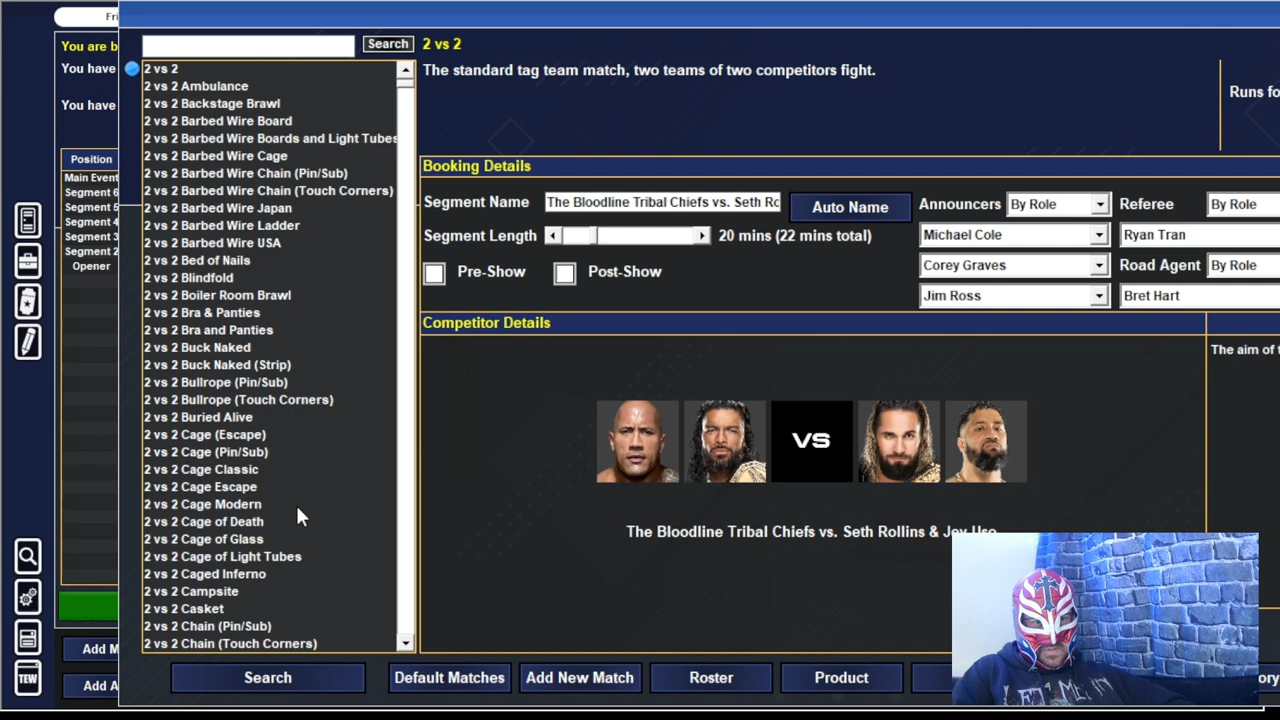 Fri
You are b
You have
You have
Position
Main Event
Segment 6
Segment 5
Segment 4
Segment 3
Segment 2
Opener
Add M
Add A
TEW
Search
2 vs 2
2 vs 2 Ambulance
2 vs 2 Backstage Brawl
2 vs 2 Barbed Wire Board
2 vs 2 Barbed Wire Boards and Light Tubes
2 vs 2 Barbed Wire Cage
2 vs 2 Barbed Wire Chain (Pin/Sub)
2 vs 2 Barbed Wire Chain (Touch Corners)
2 vs 2 Barbed Wire Japan
2 vs 2 Barbed Wire Ladder
2 vs 2 Barbed Wire USA
2 vs 2 Bed of Nails
2 vs 2 Blindfold
2 vs 2 Boiler Room Brawl
2 vs 2 Bra & Panties
2 vs 2 Bra and Panties
2 vs 2 Buck Naked
2 vs 2 Buck Naked (Strip)
2 vs 2 Bullrope (Pin/Sub)
2 vs 2 Bullrope (Touch Corners)
2 vs 2 Buried Alive
2 vs 2 Cage (Escape)
2 vs 2 Cage (Pin/Sub)
2 vs 2 Cage Classic
2 vs 2 Cage Escape
2 vs 2 Cage Modern
2 vs 2 Cage of Death
2 vs 2 Cage of Glass
2 vs 2 Cage of Light Tubes
2 vs 2 Caged Inferno
2 vs 2 Campsite
2 vs 2 Casket
2 vs 2 Chain (Pin/Sub)
2 vs 2 Chain (Touch Corners)
2 vs 2
The standard tag team match, two teams of two competitors fight.
Runs fo
Booking Details
Segment Name The Bloodline Tribal Chiefs vs. Seth Ro Auto Name Announcers By Role Referee By Role
Segment Length 20 mins (22 mins total) Michael Cole Ryan Tran
Pre-Show Post-Show Corey Graves Road Agent By Role
Jim Ross Bret Hart
Competitor Details
The aim of t
VS
The Bloodline Tribal Chiefs vs. Seth Rollins & Jey Uso
Search Default Matches Add New Match Roster Product ory